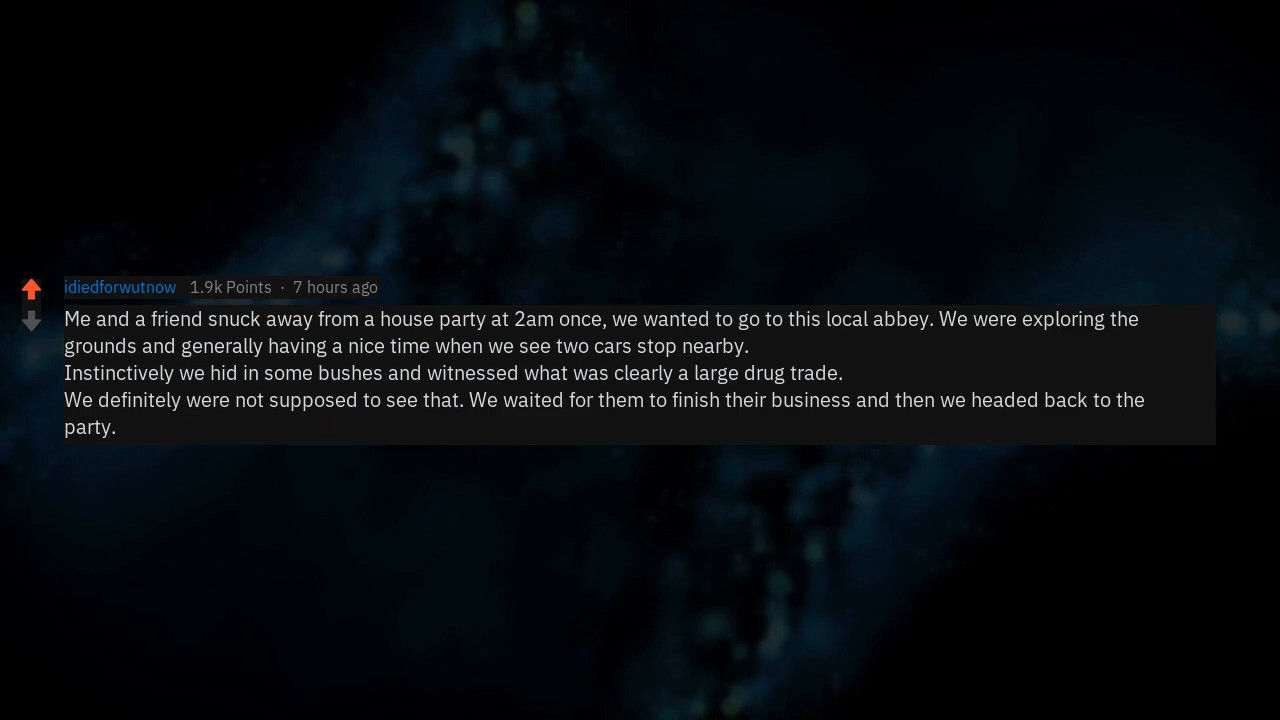 idiedforwutnow 1.9k Points · 7 hours ago
Me and a friend snuck away from a house party at 2am once, we wanted to go to this local abbey. We were exploring the
grounds and generally having a nice time when we see two cars stop nearby.
Instinctively we hid in some bushes and witnessed what was clearly a large drug trade.
We definitely were not supposed to see that. We waited for them to finish their business and then we headed back to the
party.